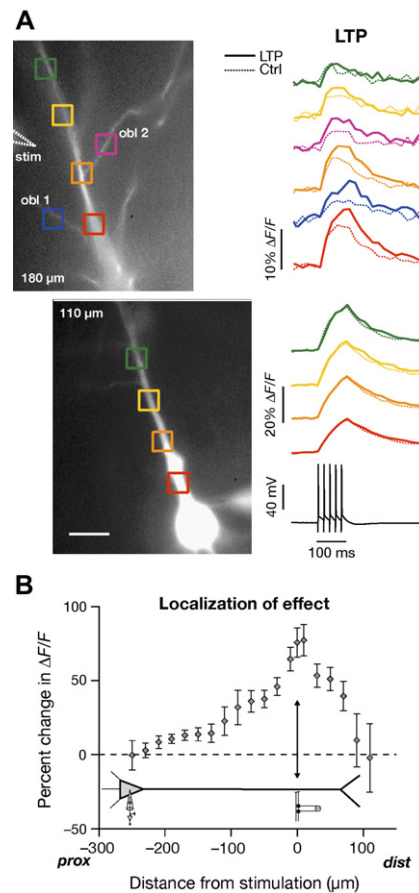 A
LTP
LTP
Ctrl
obl 2
stim
obl 1
180 µm
10% ΔF/F
110 µm
20% ΔF/F
40 mV
100 ms
B
Localization of effect
Percent change in ΔF/F
100
50
0
−50
−300 −200 −100 0 100
prox dist
Distance from stimulation (µm)